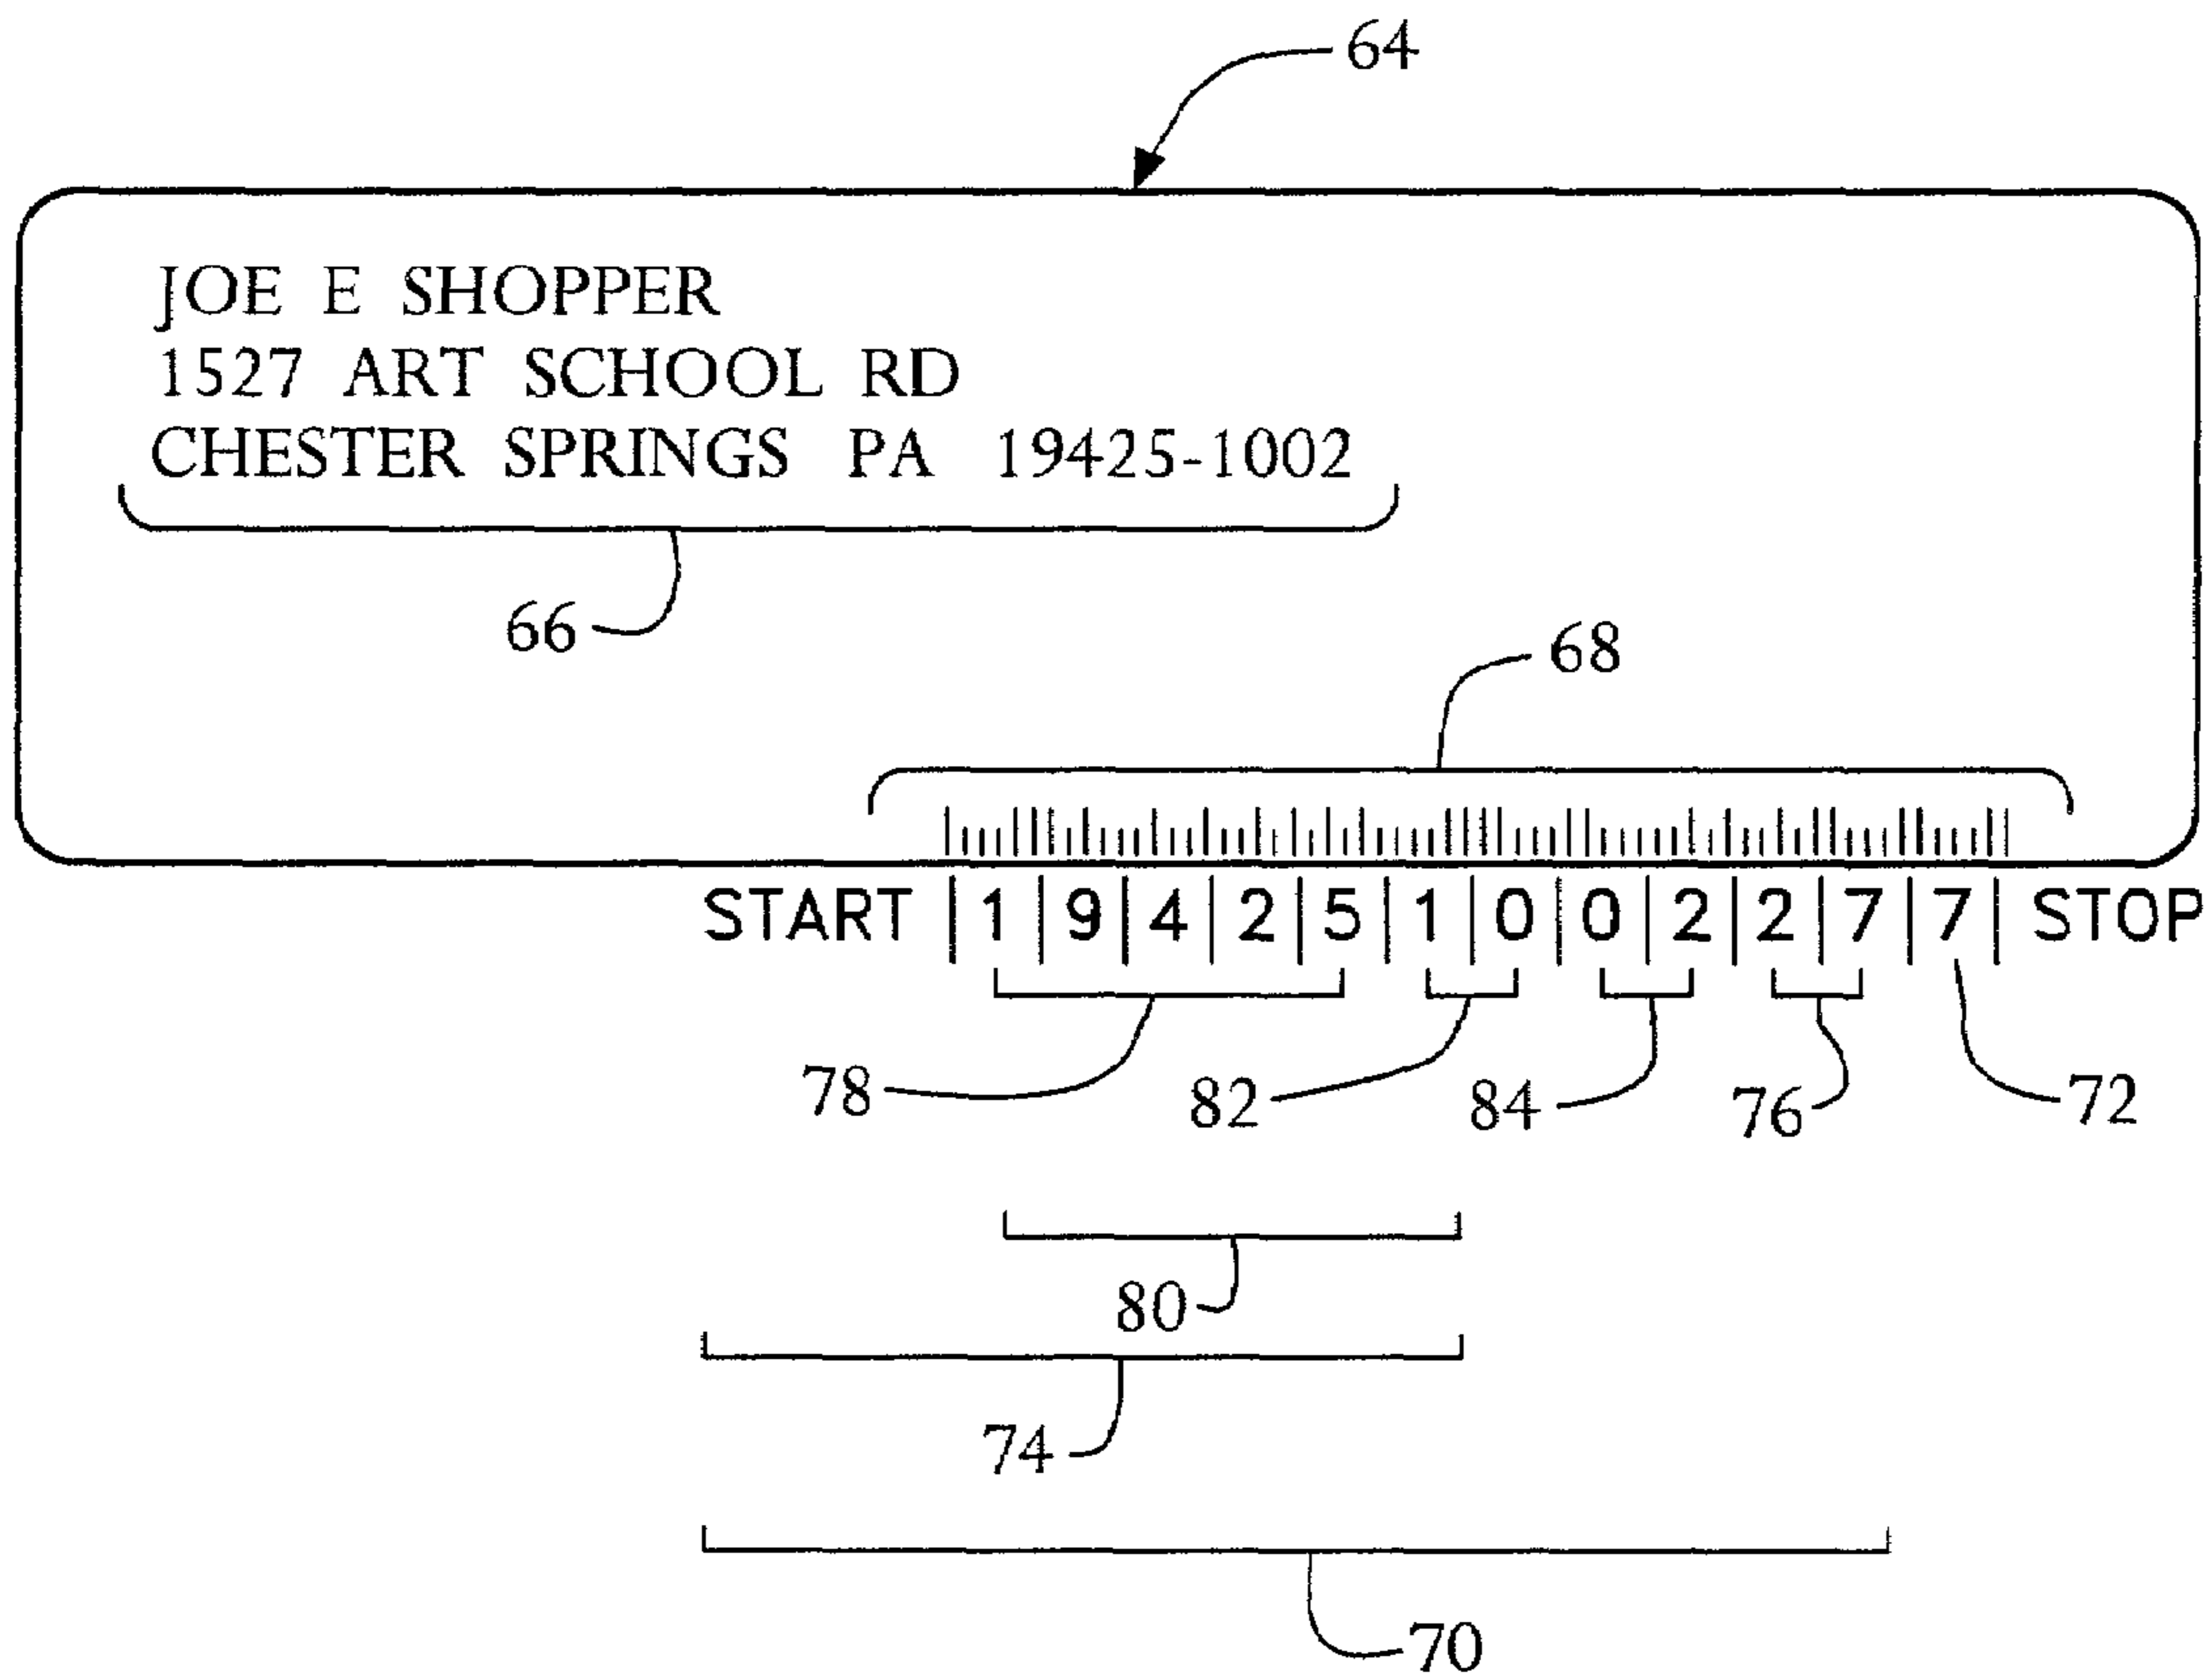 64
JOE E SHOPPER
1527 ART SCHOOL RD
CHESTER SPRINGS PA 19425-1002
66
68
START | 1 | 9 | 4 | 2 | 5 | 1 | 0 | 0 | 2 | 2 | 7 | 7 | STOP
78 82 84 76 72
80
74
70